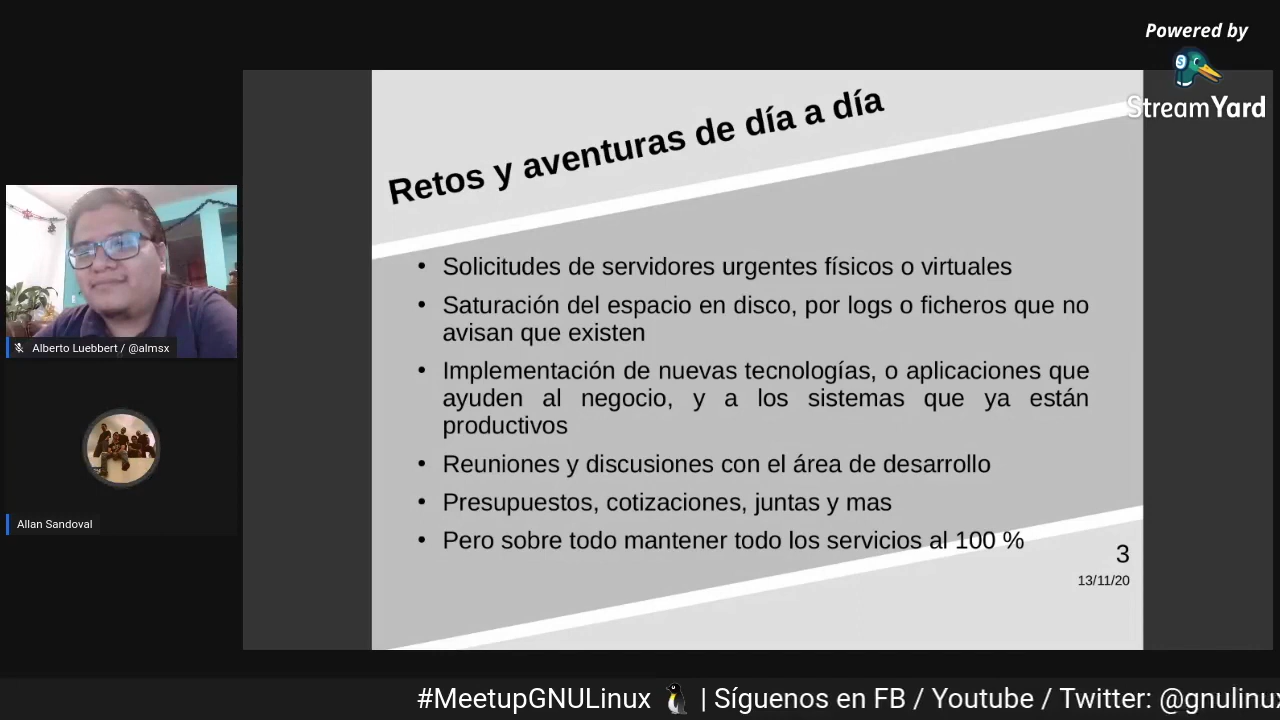 Powered by
StreamYard
Retos y aventuras de día a día
• Solicitudes de servidores urgentes físicos o virtuales
• Saturación del espacio en disco, por logs o ficheros que no
avisan que existen
• Implementación de nuevas tecnologías, o aplicaciones que
ayuden al negocio, y a los sistemas que ya están
productivos
• Reuniones y discusiones con el área de desarrollo
• Presupuestos, cotizaciones, juntas y mas
• Pero sobre todo mantener todo los servicios al 100 %
3
13/11/20
Alberto Luebbert / @almsx
Allan Sandoval
#MeetupGNULinux 🐧 | Síguenos en FB / Youtube / Twitter: @gnulinux